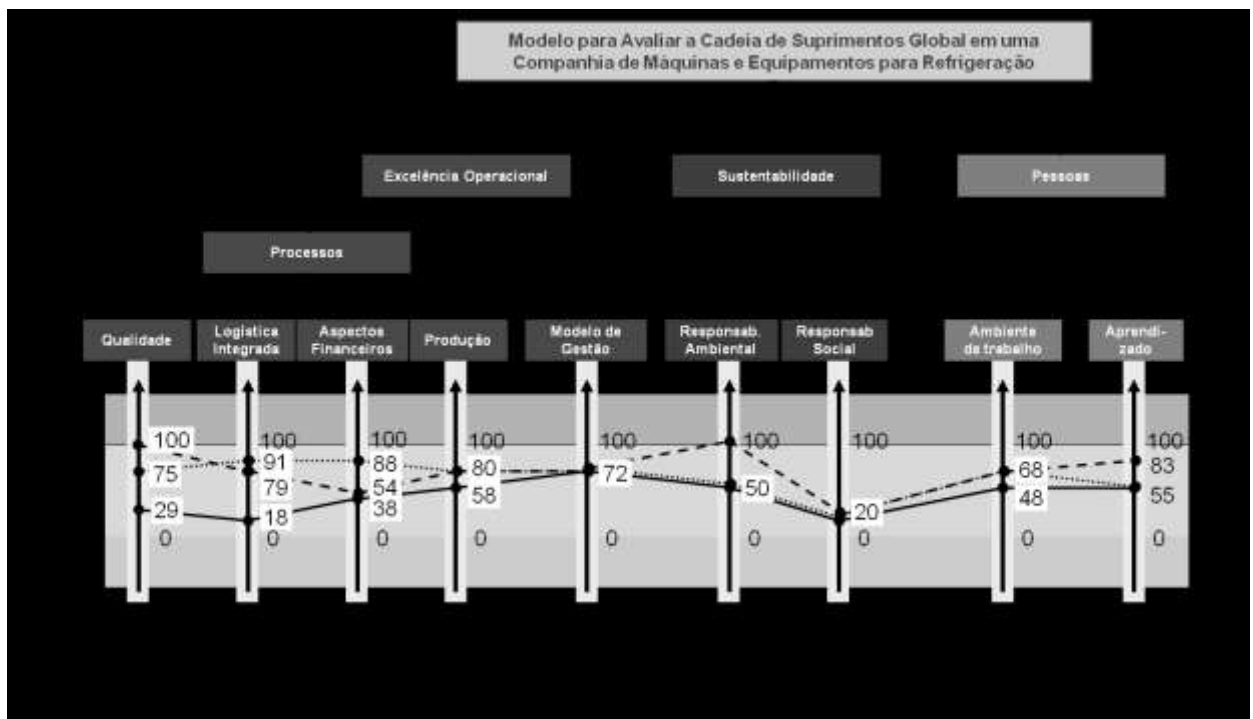 Modelo para Avaliar a Cadeia de Suprimentos Global em uma
Companhia de Máquinas e Equipamentos para Refrigeração
Excelência Operacional
Sustentabilidade
Pessoas
Processos
Qualidade
Logística
Integrada
Aspectos
Financeiros
Produção
Modelo de
Gestão
Responsab.
Ambiental
Responsab
Social
Ambiente
de trabalho
Aprendi-
zado
100
75
29
0
100
91
79
18
0
100
88
54
38
0
100
80
58
0
100
72
0
100
50
0
100
20
0
100
68
48
0
100
83
55
0